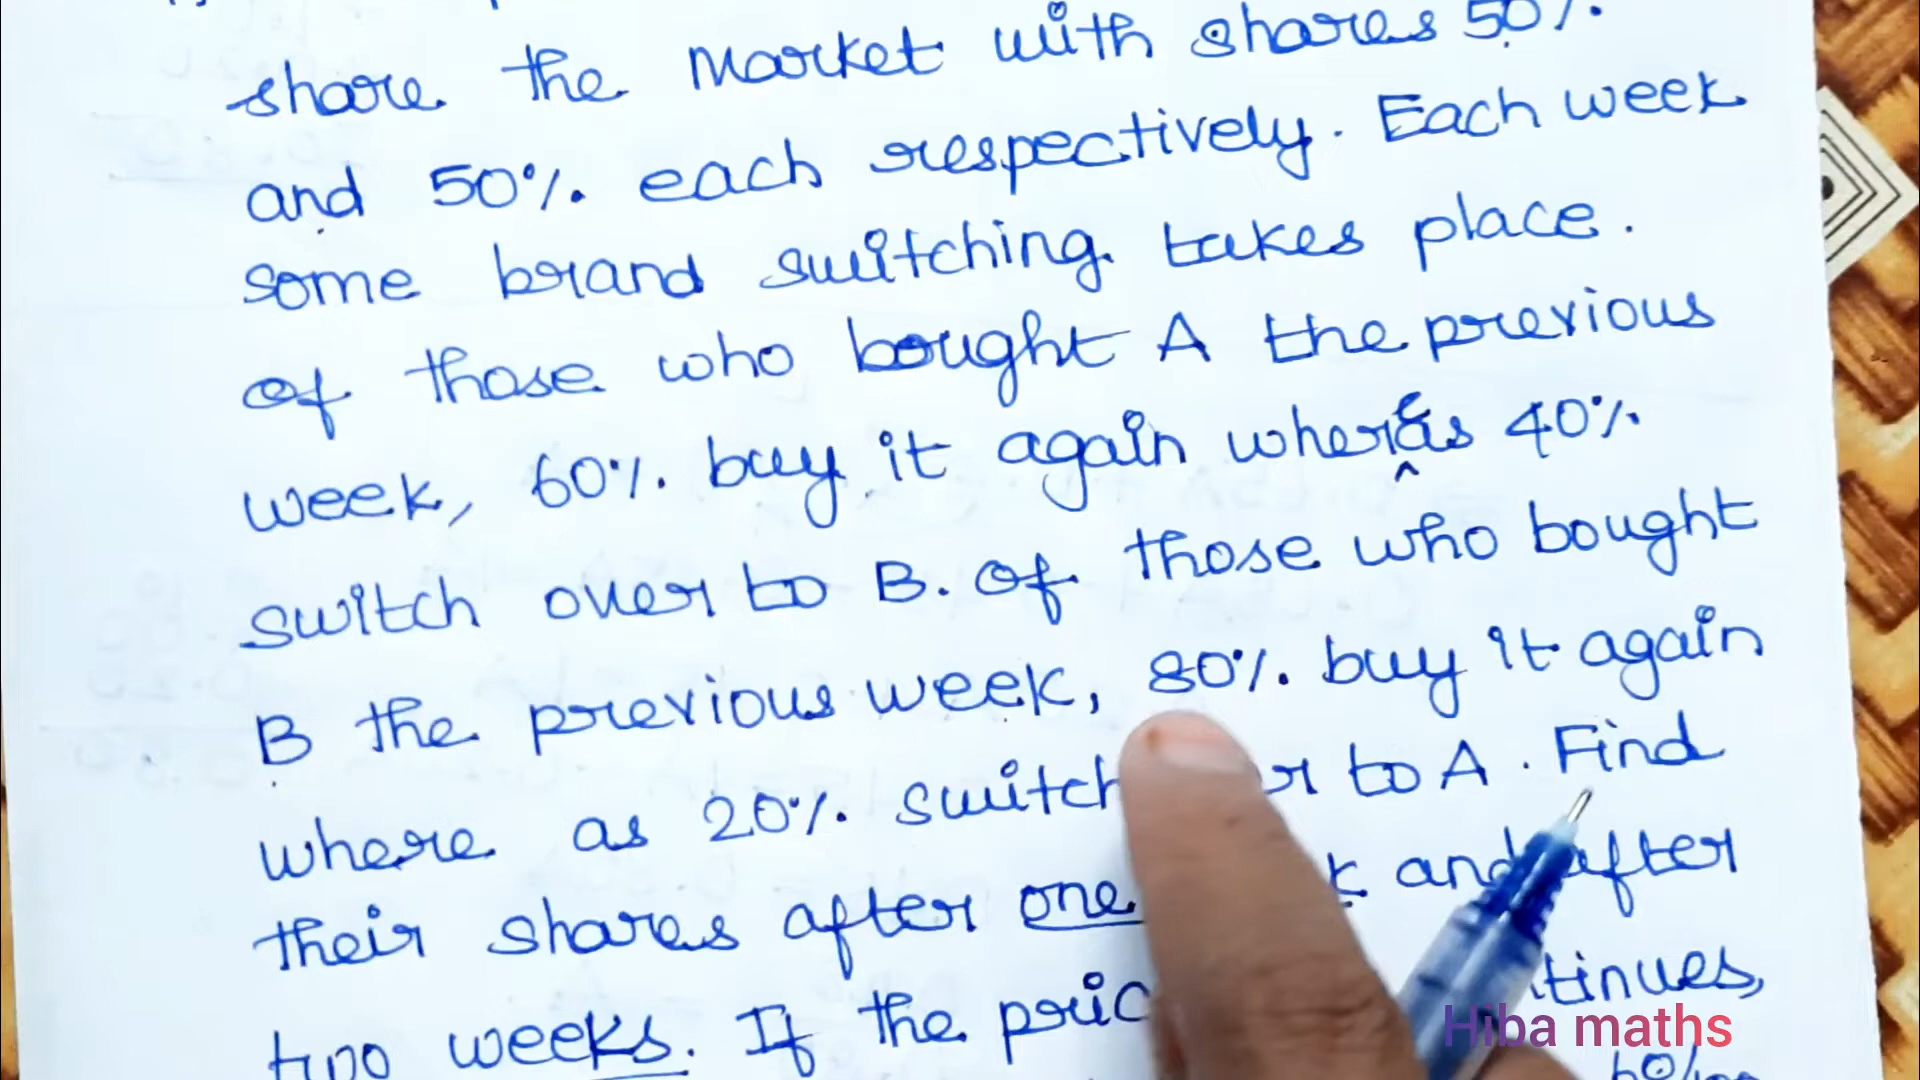 share the market with shares 50%
and 50% each respectively. Each week
some brand switching takes place.
of those who bought A the previous
week, 60% buy it again whereas 40%
switch over to B. of those who bought
B the previous week, 80% buy it again
where as 20% switch to A. Find
their shares after one and after
two weeks. If the
Hiba maths